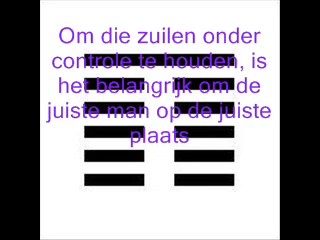 Om die zuilen onder
controle te houden, is
het belangrijk om de
juiste man op de juiste
plaats